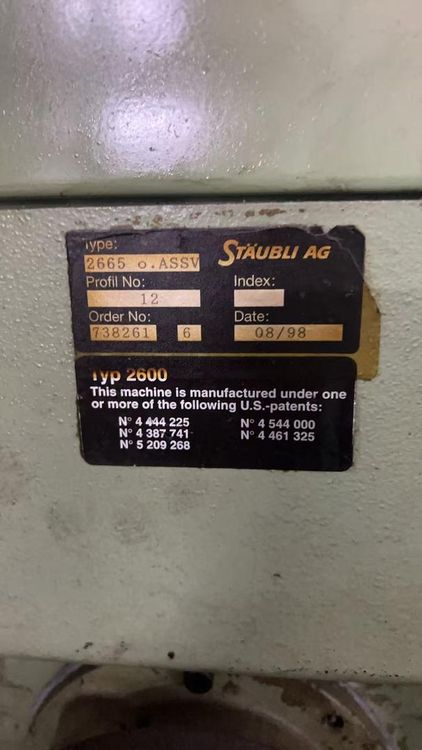 Type:
STÄUBLI AG
2665 o.ASSV
Profil No: Index:
12
Order No: Date:
738261 6 08/98
Typ 2600
This machine is manufactured under one
or more of the following U.S.-patents:
N° 4 444 225 N° 4 544 000
N° 4 387 741 N° 4 461 325
N° 5 209 268